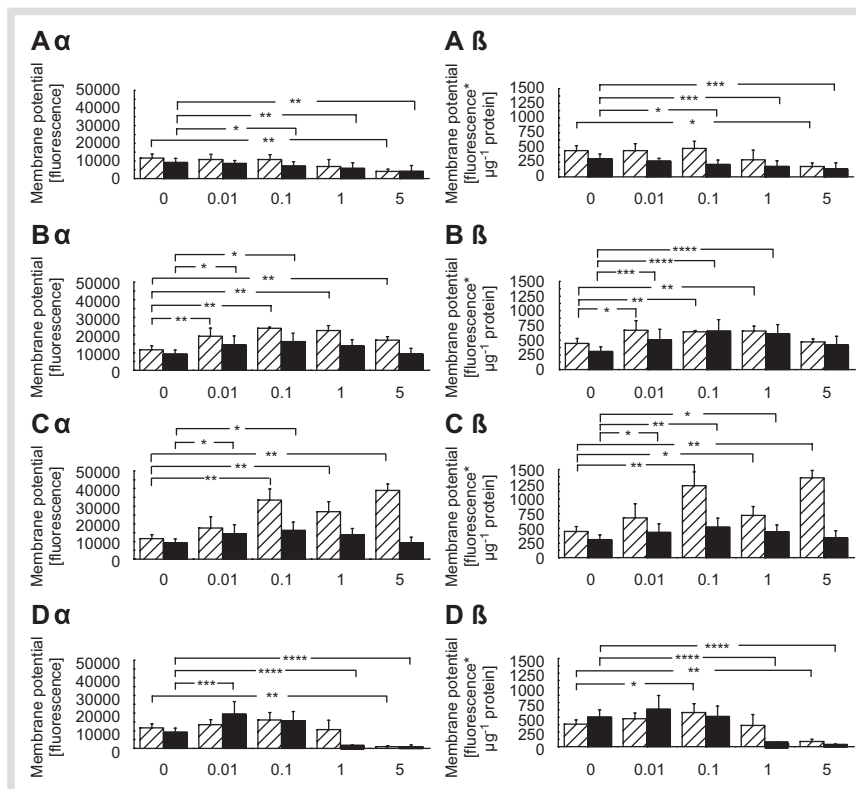 A α
Membrane potential
[fluorescence]
50000
40000
30000
20000
10000
0
**
**
*
**
0 0.01 0.1 1 5
A ß
Membrane potential
[fluorescence*
µg-1 protein]
1500
1250
750
500
250
0
***
***
*
*
0 0.01 0.1 1 5
B α
Membrane potential
[fluorescence]
50000
40000
30000
20000
10000
0
*
*
**
**
**
**
0 0.01 0.1 1 5
B ß
Membrane potential
[fluorescence*
µg-1 protein]
1500
1250
750
500
250
0
****
****
***
**
**
*
0 0.01 0.1 1 5
C α
Membrane potential
[fluorescence]
50000
40000
30000
20000
10000
0
*
*
**
**
**
0 0.01 0.1 1 5
C ß
Membrane potential
[fluorescence*
µg-1 protein]
1500
1250
750
500
250
0
*
**
*
**
*
**
0 0.01 0.1 1 5
D α
Membrane potential
[fluorescence]
50000
40000
30000
20000
10000
0
****
****
***
**
0 0.01 0.1 1 5
D ß
Membrane potential
[fluorescence*
µg-1 protein]
1500
1250
750
500
250
0
****
****
**
*
0 0.01 0.1 1 5